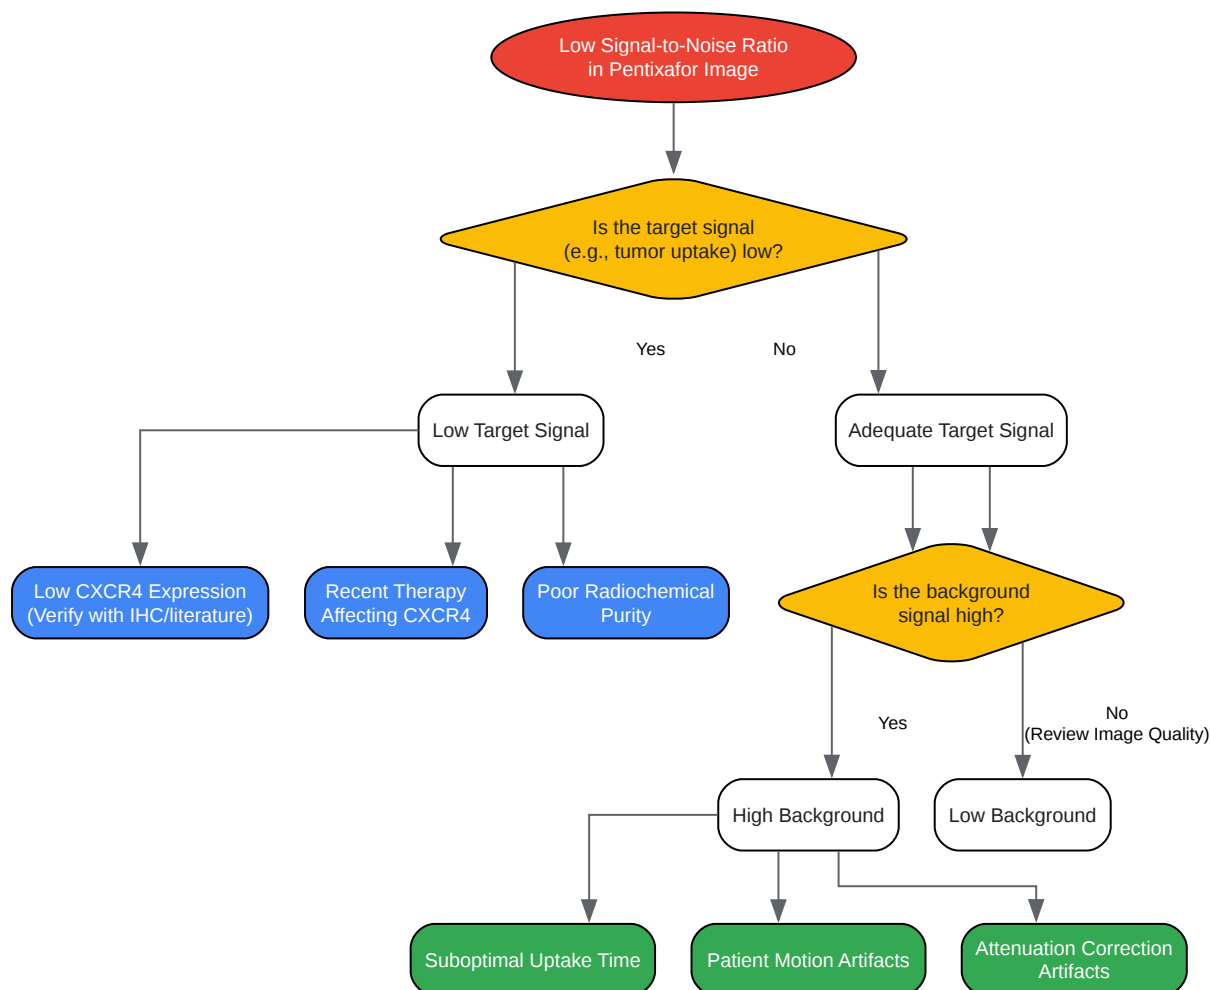 Low Signal-to-Noise Ratio
in Pentixafor Image
Is the target signal
(e.g., tumor uptake) low?
Yes
No
Low Target Signal
Adequate Target Signal
Low CXCR4 Expression
(Verify with IHC/literature)
Recent Therapy
Affecting CXCR4
Poor Radiochemical
Purity
Is the background
signal high?
Yes
No
(Review Image Quality)
High Background
Low Background
Suboptimal Uptake Time
Patient Motion Artifacts
Attenuation Correction
Artifacts